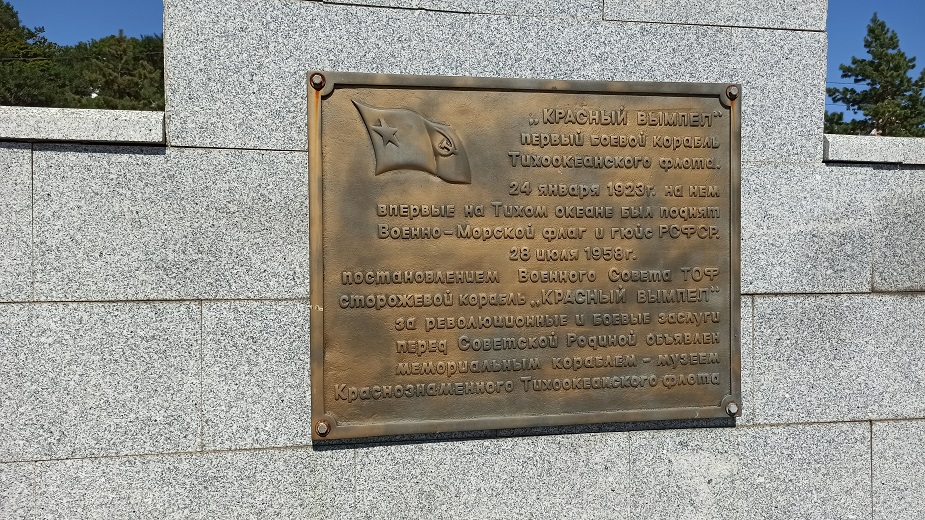 „КРАСНЫЙ ВЫМПЕЛ"
первый боевой корабль
Тихоокеанского флота.
24 января 1923г. на нем
впервые на Тихом океане был поднят
Военно-Морской флаг и гюйс РСФСР.
28 июля 1958г.
постановлением Военного Совета ТОФ
сторожевой корабль „КРАСНЫЙ ВЫМПЕЛ"
за революционные и боевые заслуги
перед Советской Родиной объявлен
мемориальным кораблем - музеем
Краснознаменного Тихоокеанского флота